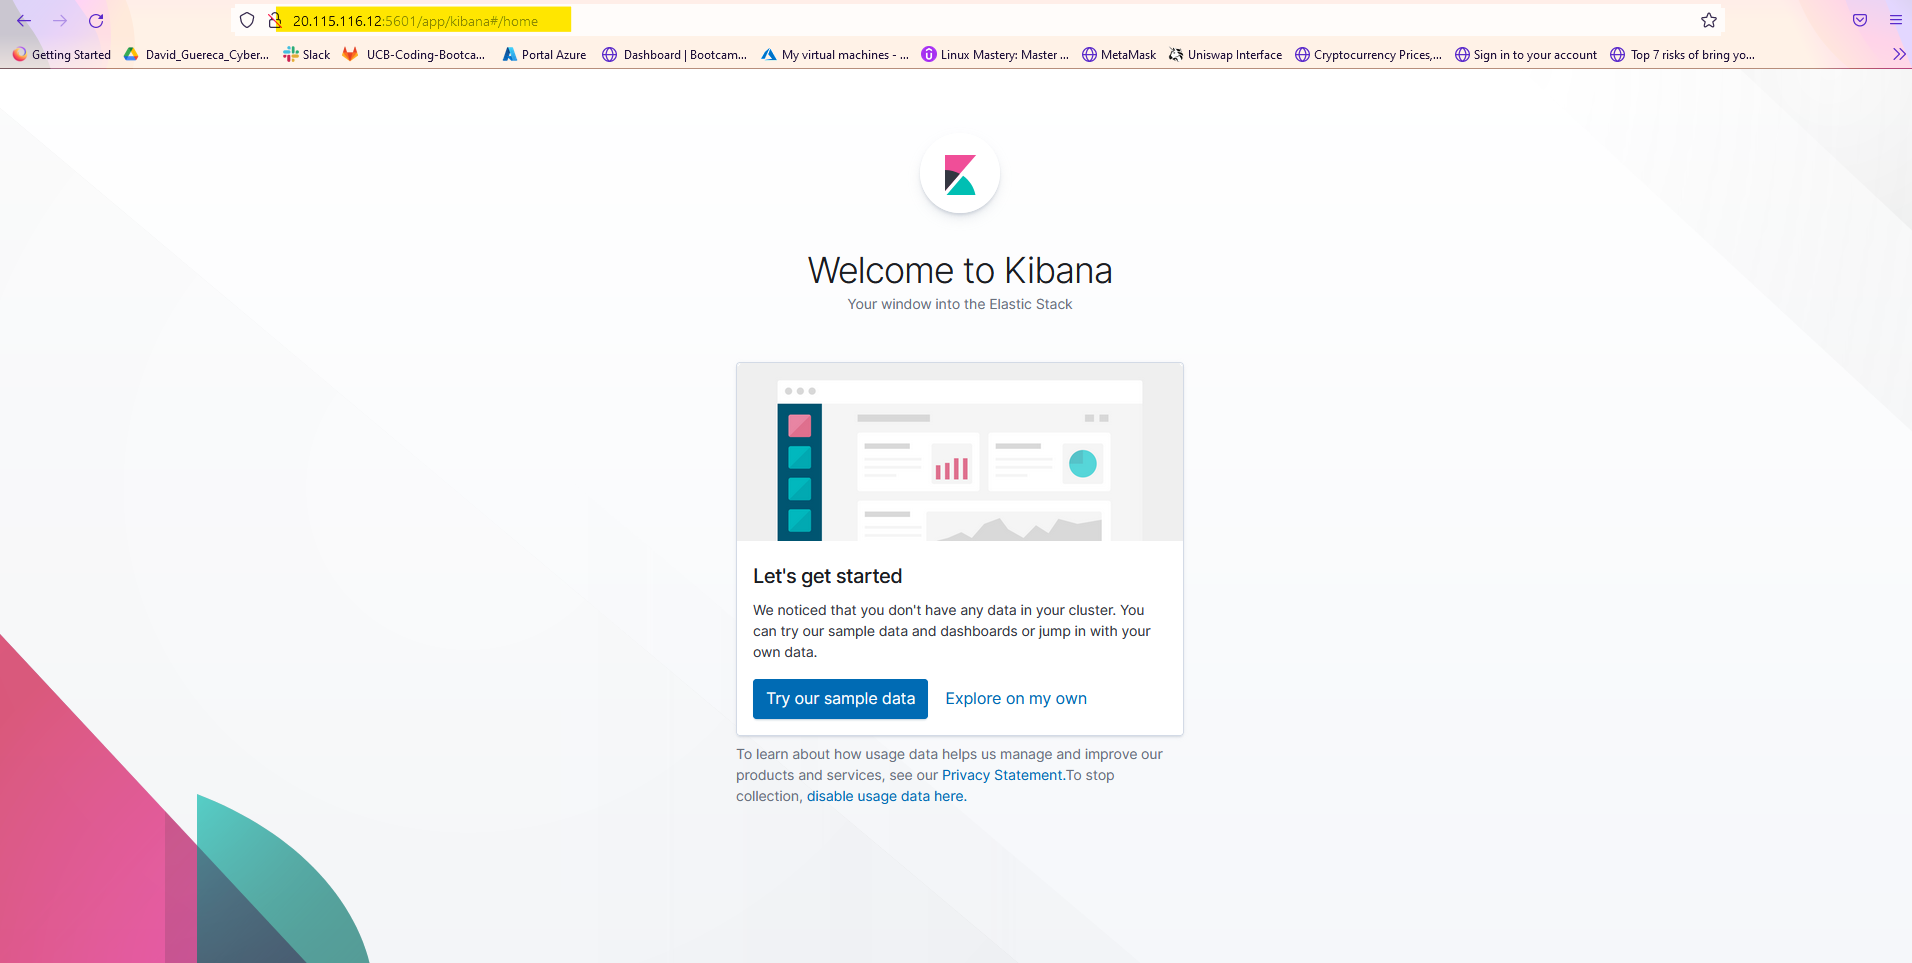 20.115.116.12:5601/app/kibana#/home
Getting Started David_Guereca_Cyber... Slack UCB-Coding-Bootca... Portal Azure Dashboard | Bootcam... My virtual machines - ... Linux Mastery: Master ... MetaMask Uniswap Interface Cryptocurrency Prices,... Sign in to your account Top 7 risks of bring yo...
Welcome to Kibana
Your window into the Elastic Stack
Let's get started
We noticed that you don't have any data in your cluster. You
can try our sample data and dashboards or jump in with your
own data.
Try our sample data Explore on my own
To learn about how usage data helps us manage and improve our
products and services, see our Privacy Statement.To stop
collection, disable usage data here.